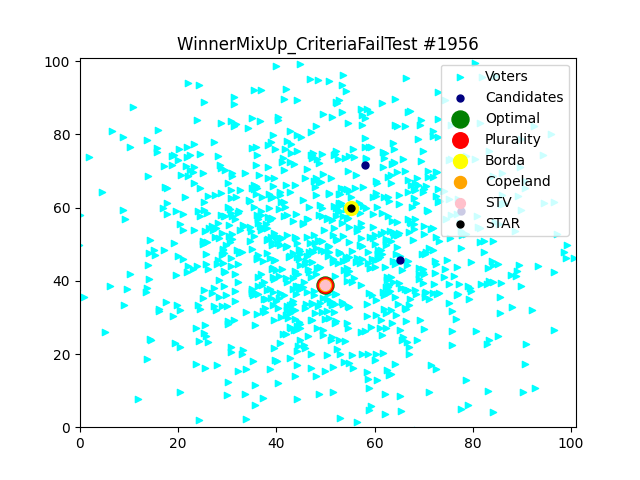 WinnerMixUp_CriteriaFailTest #1956
100
80
60
40
20
0
0
20
40
60
80
100
Voters
Candidates
Optimal
Plurality
Borda
Copeland
STV
STAR